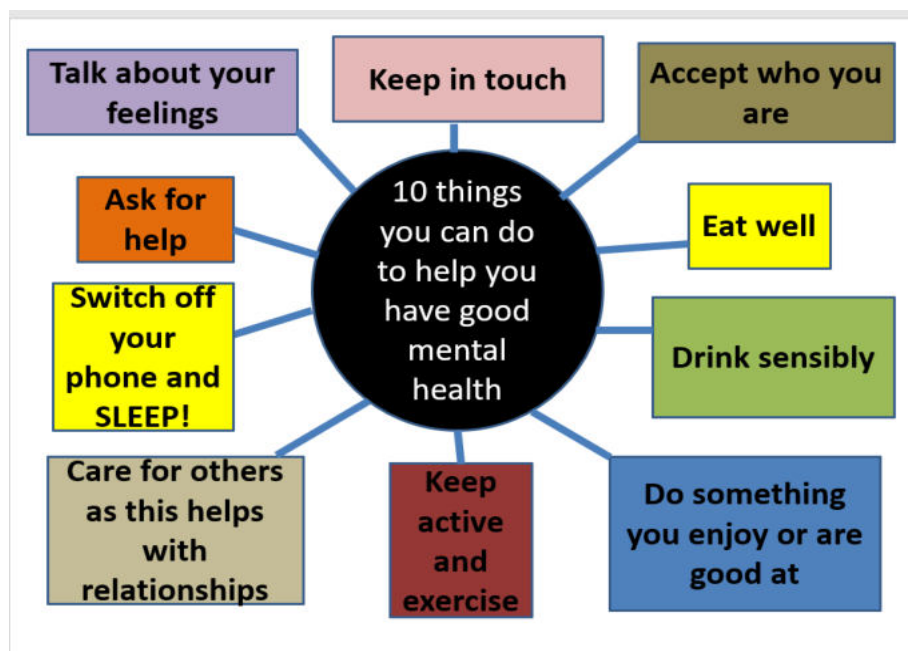 Talk about your
feelings
Keep in touch
Accept who you
are
10 things
you can do
to help you
have good
mental
health
Ask for
help
Eat well
Switch off
your
phone and
SLEEP!
Drink sensibly
Care for others
as this helps
with
relationships
Keep
active
and
exercise
Do something
you enjoy or are
good at